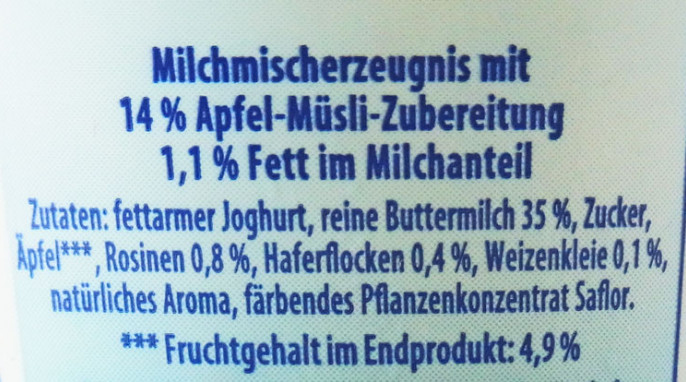 Milchmischerzeugnis mit
14 % Apfel-Müsli-Zubereitung
1,1 % Fett im Milchanteil
Zutaten: fettarmer Joghurt, reine Buttermilch 35 %, Zucker,
Äpfel***, Rosinen 0,8 %, Haferflocken 0,4 %, Weizenkleie 0,1 %,
natürliches Aroma, färbendes Pflanzenkonzentrat Saflor.
*** Fruchtgehalt im Endprodukt: 4,9 %